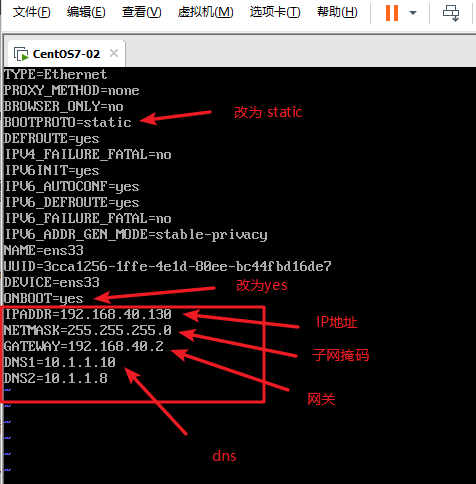 文件(F) 编辑(E) 查看(V) 虚拟机(M) 选项卡(T) 帮助(H)
CentOS7-02
TYPE=Ethernet
PROXY_METHOD=none
BROWSER_ONLY=no
BOOTPROTO=static 改为 static
DEFROUTE=yes
IPV4_FAILURE_FATAL=no
IPV6INIT=yes
IPV6_AUTOCONF=yes
IPV6_DEFROUTE=yes
IPV6_FAILURE_FATAL=no
IPV6_ADDR_GEN_MODE=stable-privacy
NAME=ens33
UUID=3cca1256-1ffe-4e1d-80ee-bc44fbd16de7
DEVICE=ens33
ONBOOT=yes 改为yes
IPADDR=192.168.40.130 IP地址
NETMASK=255.255.255.0 子网掩码
GATEWAY=192.168.40.2
DNS1=10.1.1.10
DNS2=10.1.1.8
~
~ 网关
~
~
~ dns
~